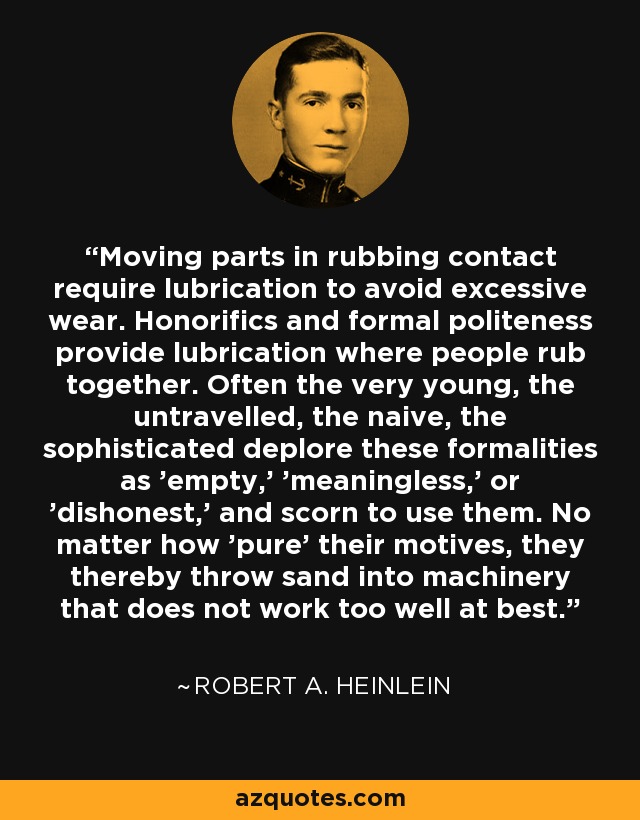 “Moving parts in rubbing contact
require lubrication to avoid excessive
wear. Honorifics and formal politeness
provide lubrication where people rub
together. Often the very young, the
untravelled, the naive, the
sophisticated deplore these formalities
as 'empty,' 'meaningless,' or
'dishonest,' and scorn to use them. No
matter how 'pure' their motives, they
thereby throw sand into machinery
that does not work too well at best.”
~ROBERT A. HEINLEIN
azquotes.com